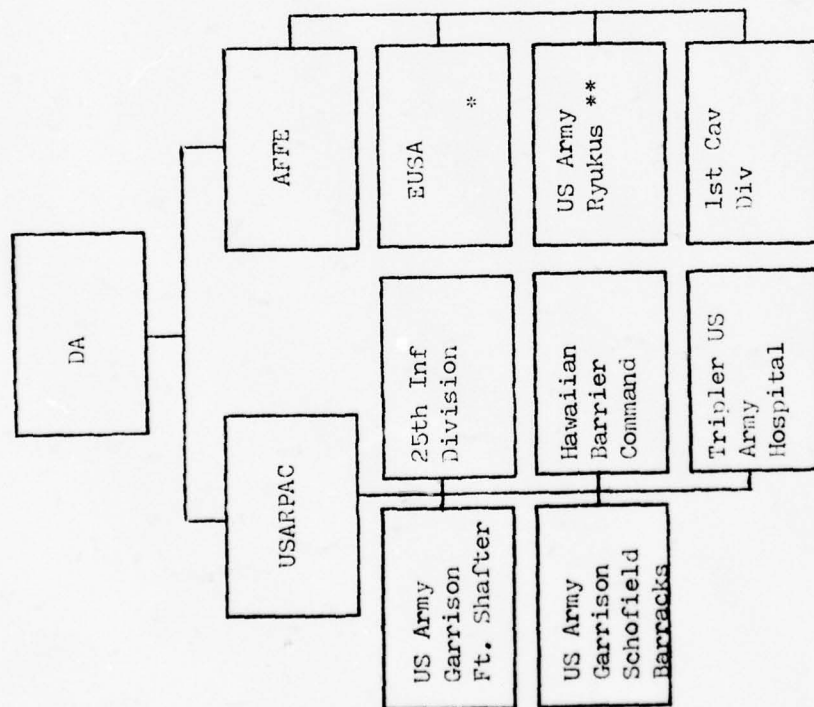 DA
USARPAC
AFFE
US Army
Garrison
Ft. Shafter
25th Inf
Division
EUSA *
US Army
Garrison
Schofield
Barracks
Hawaiian
Barrier
Command
US Army
Ryukus **
Tripler US
Army
Hospital
1st Cav
Div